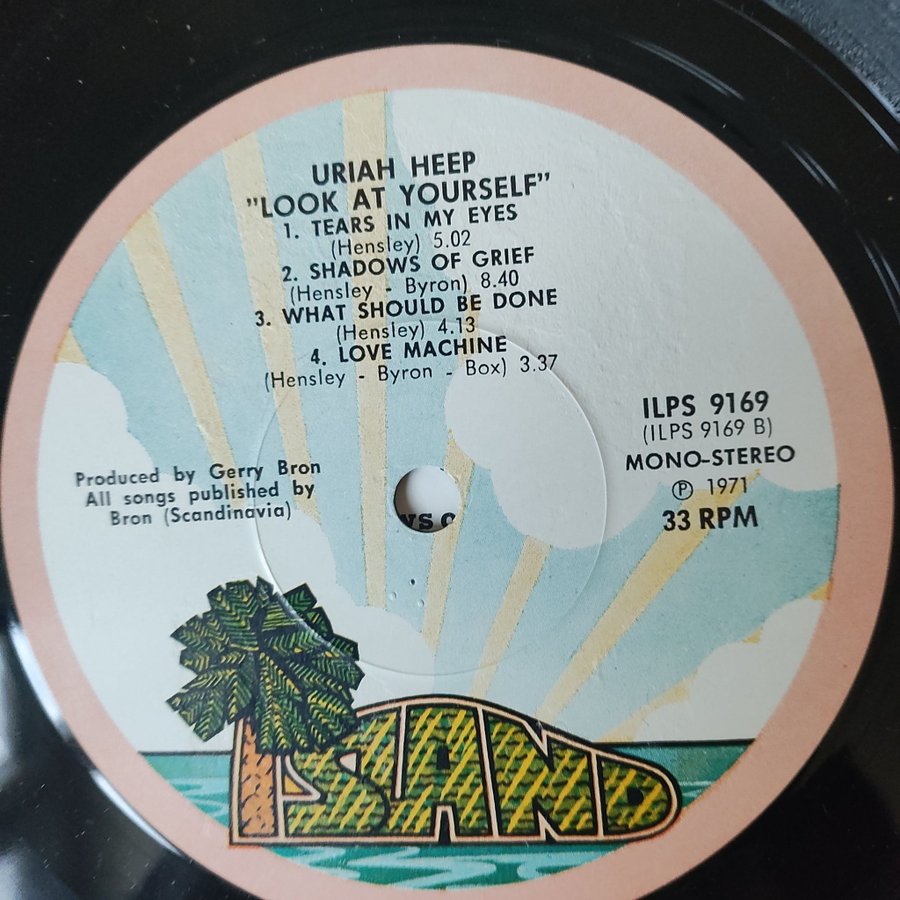 URIAH HEEP
"LOOK AT YOURSELF"
1. TEARS IN MY EYES
(Hensley) 5.02
2. SHADOWS OF GRIEF
(Hensley - Byron) 8.40
3. WHAT SHOULD BE DONE
(Hensley) 4.13
4. LOVE MACHINE
(Hensley - Byron - Box) 3.37
Produced by Gerry Bron
All songs published by
Bron (Scandinavia)
ILPS 9169
(ILPS 9169 B)
MONO-STEREO
Ⓟ 1971
33 RPM
ISLAND